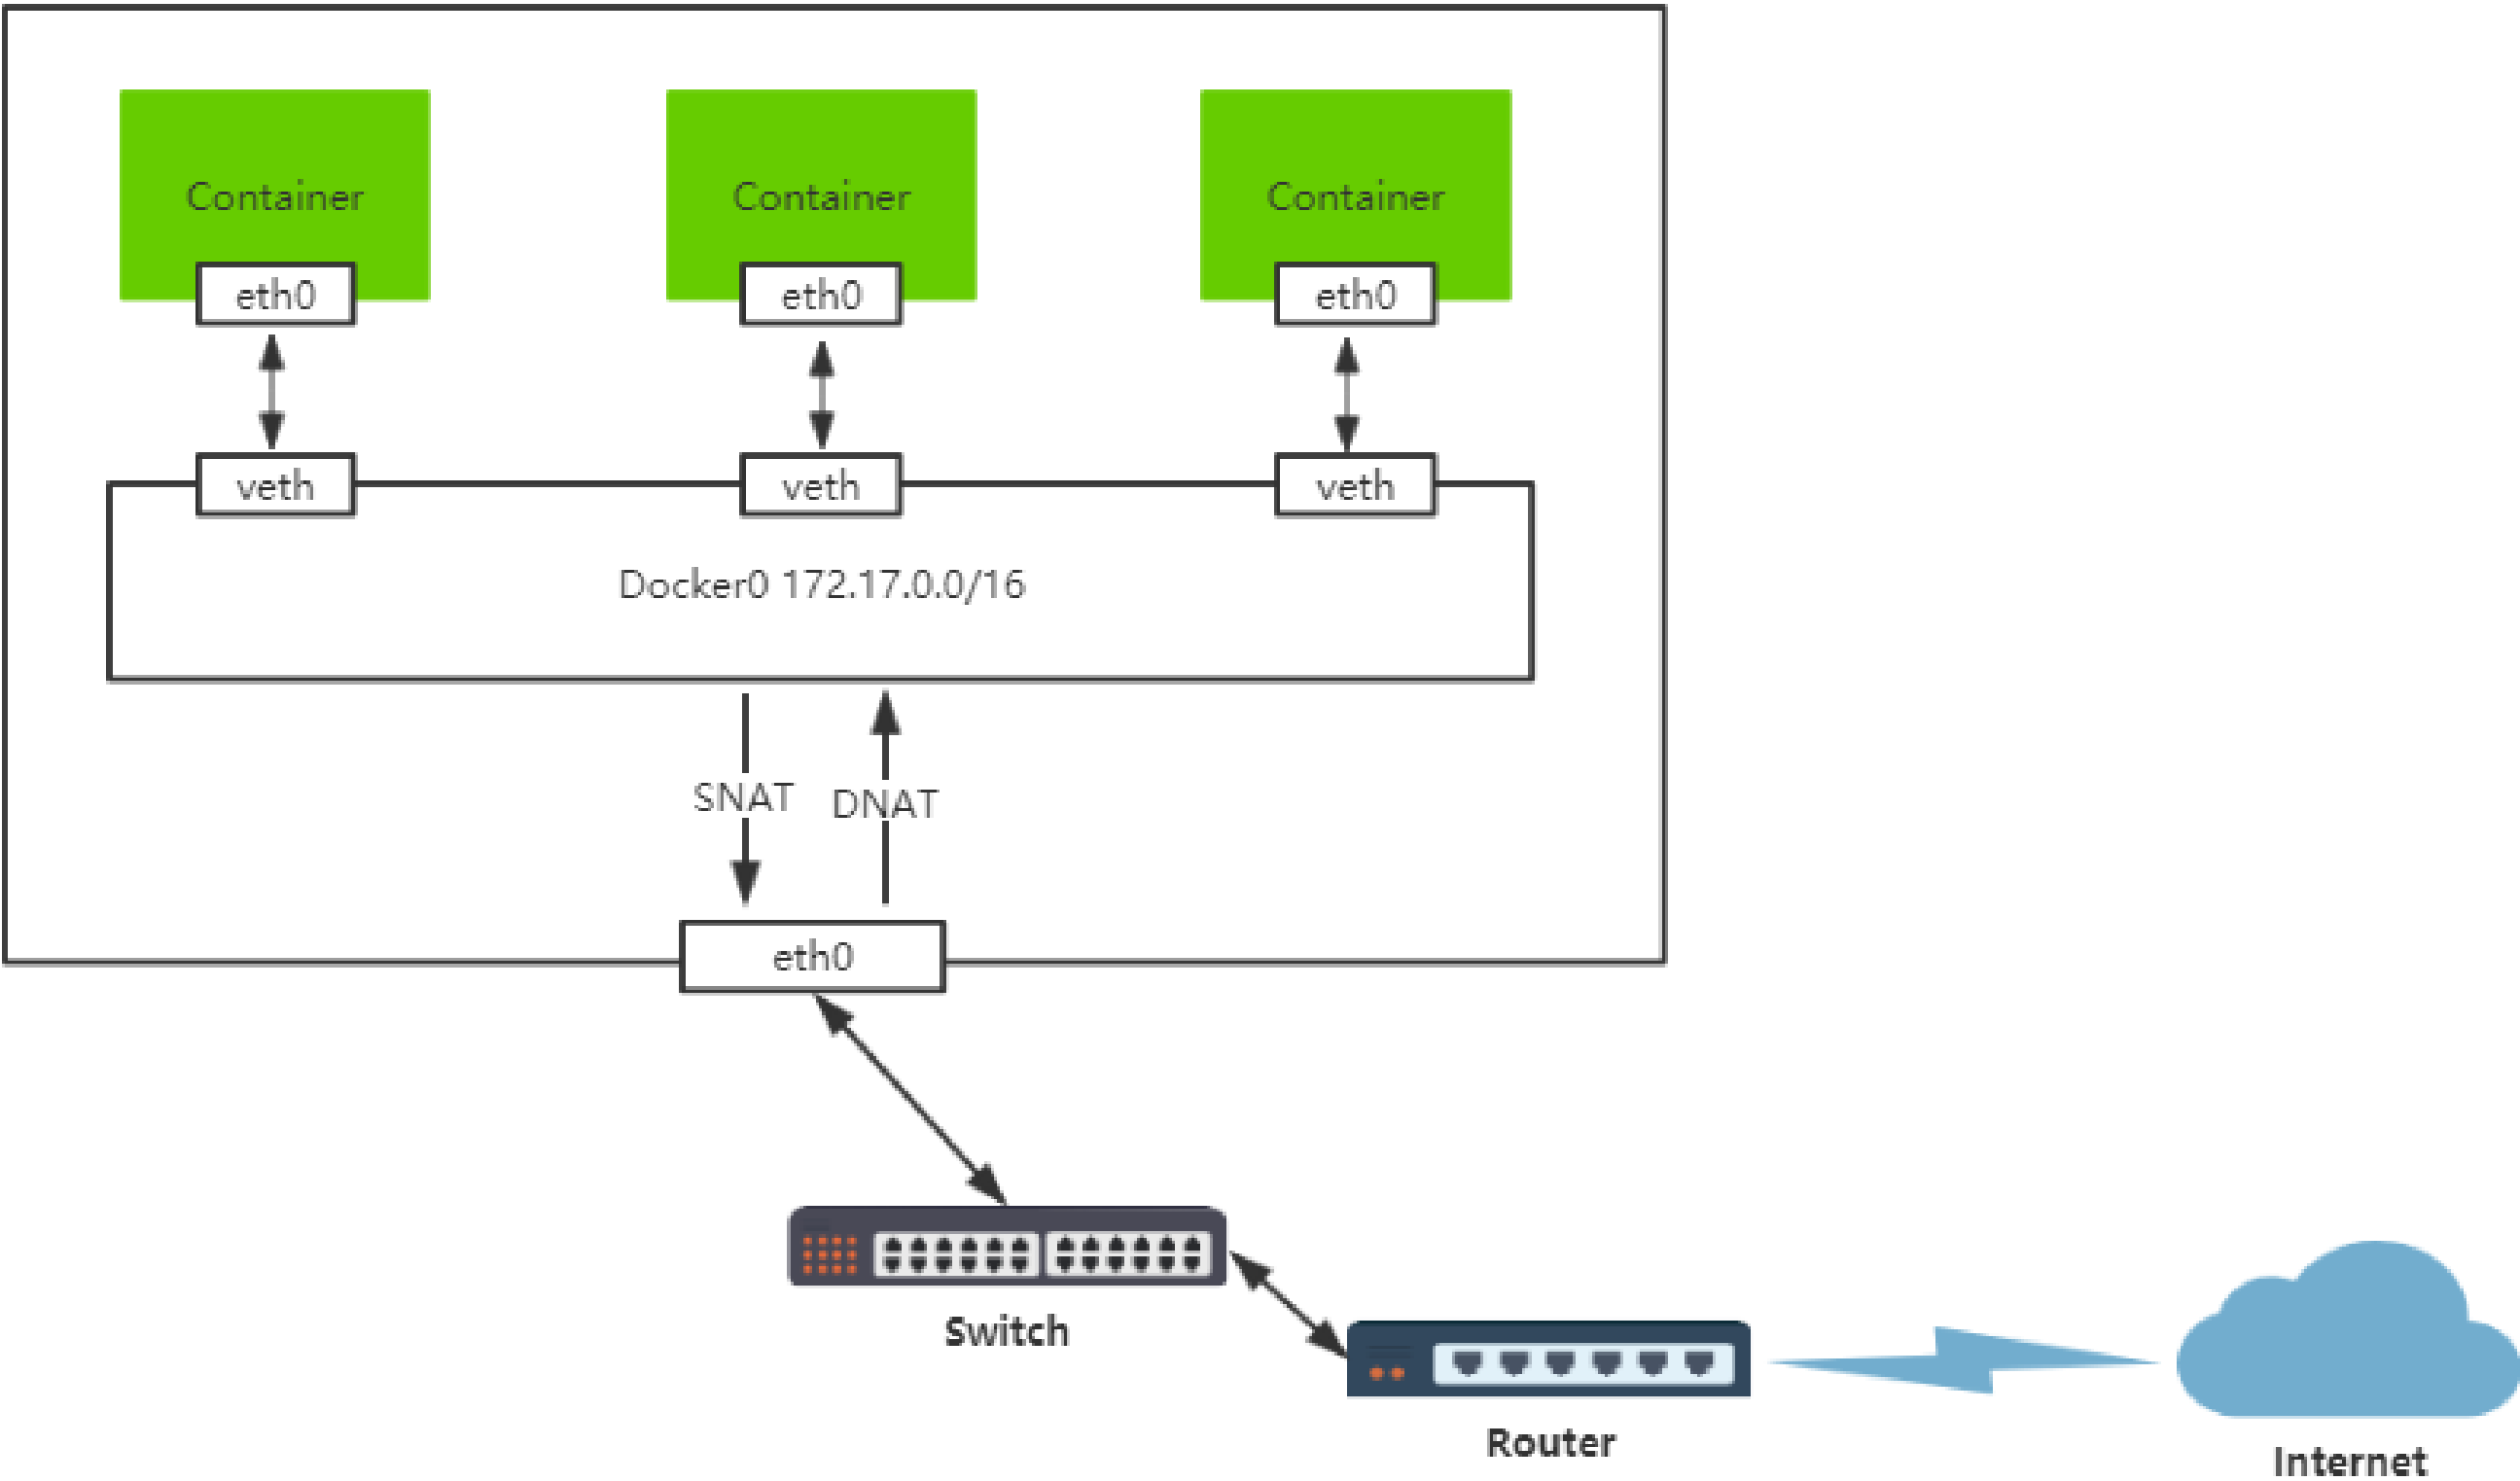 Container
Container
Container
eth0
eth0
eth0
veth
veth
veth
Docker0 172.17.0.0/16
SNAT
DNAT
eth0
Switch
Router
Internet